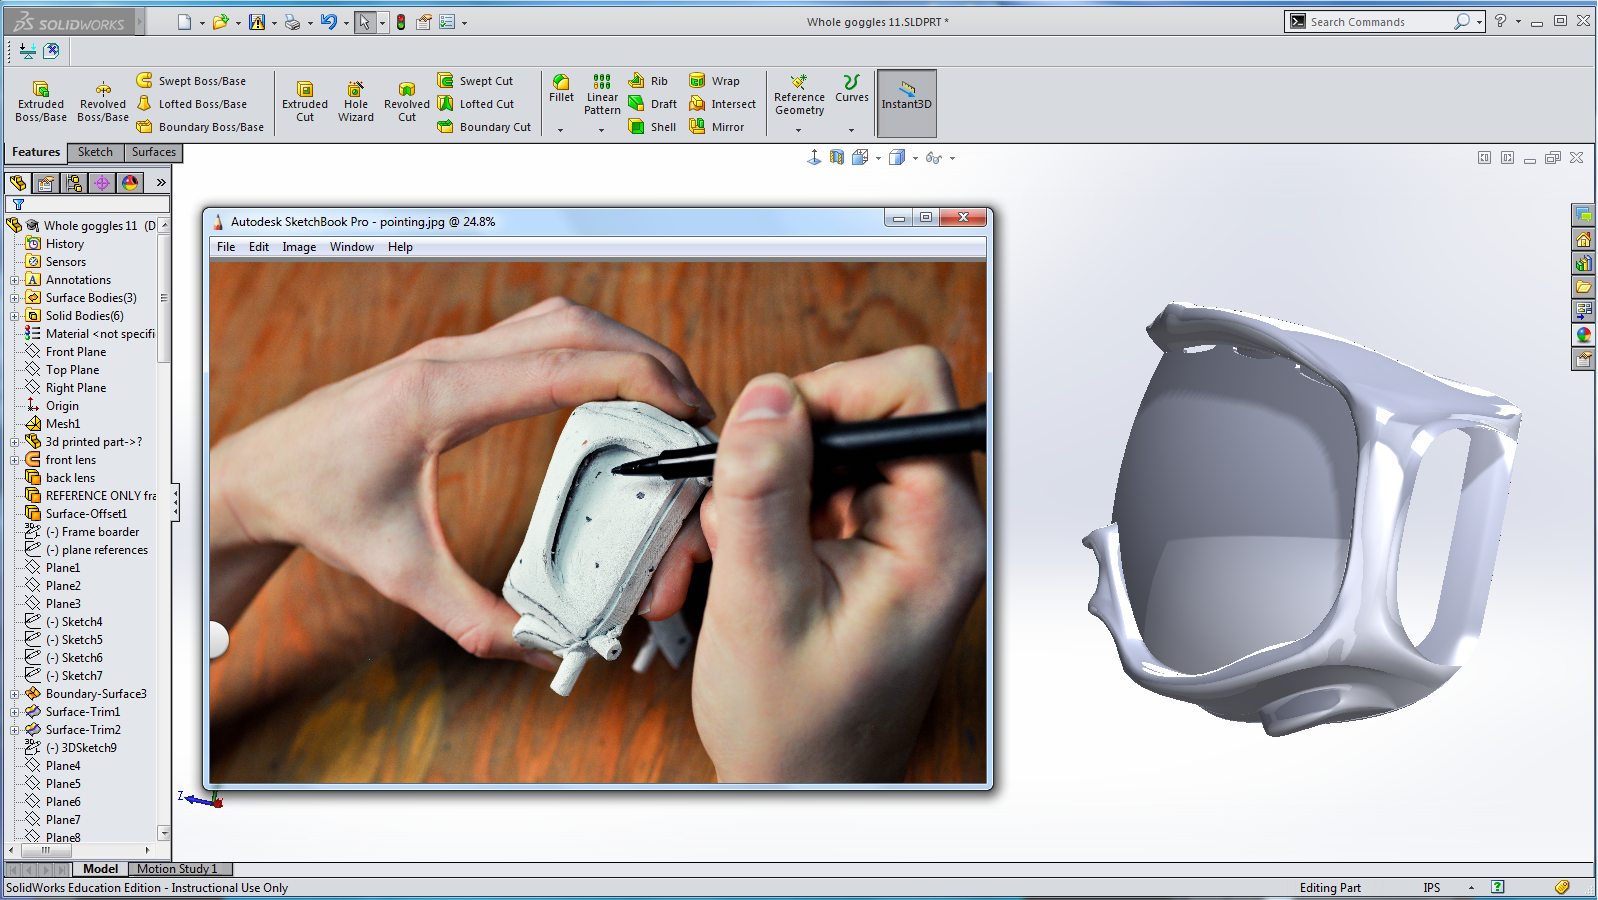 SOLIDWORKS
Whole goggles 11.SLDPRT *
Search Commands
Extruded Boss/Base
Revolved Boss/Base
Swept Boss/Base
Lofted Boss/Base
Boundary Boss/Base
Extruded Cut
Hole Wizard
Revolved Cut
Swept Cut
Lofted Cut
Boundary Cut
Fillet
Linear Pattern
Rib
Draft
Shell
Wrap
Intersect
Mirror
Reference Geometry
Curves
Instant3D
Features Sketch Surfaces
Whole goggles 11 (D
History
Sensors
Annotations
Surface Bodies(3)
Solid Bodies(6)
Material <not specifi
Front Plane
Top Plane
Right Plane
Origin
Mesh1
3d printed part->?
front lens
back lens
REFERENCE ONLY fra
Surface-Offset1
(-) Frame boarder
(-) plane references
Plane1
Plane2
Plane3
(-) Sketch4
(-) Sketch5
(-) Sketch6
(-) Sketch7
Boundary-Surface3
Surface-Trim1
Surface-Trim2
(-) 3DSketch9
Plane4
Plane5
Plane6
Plane7
Plane8
Autodesk SketchBook Pro - pointing.jpg @ 24.8%
File Edit Image Window Help
Z
Model Motion Study 1
SolidWorks Education Edition - Instructional Use Only
Editing Part IPS